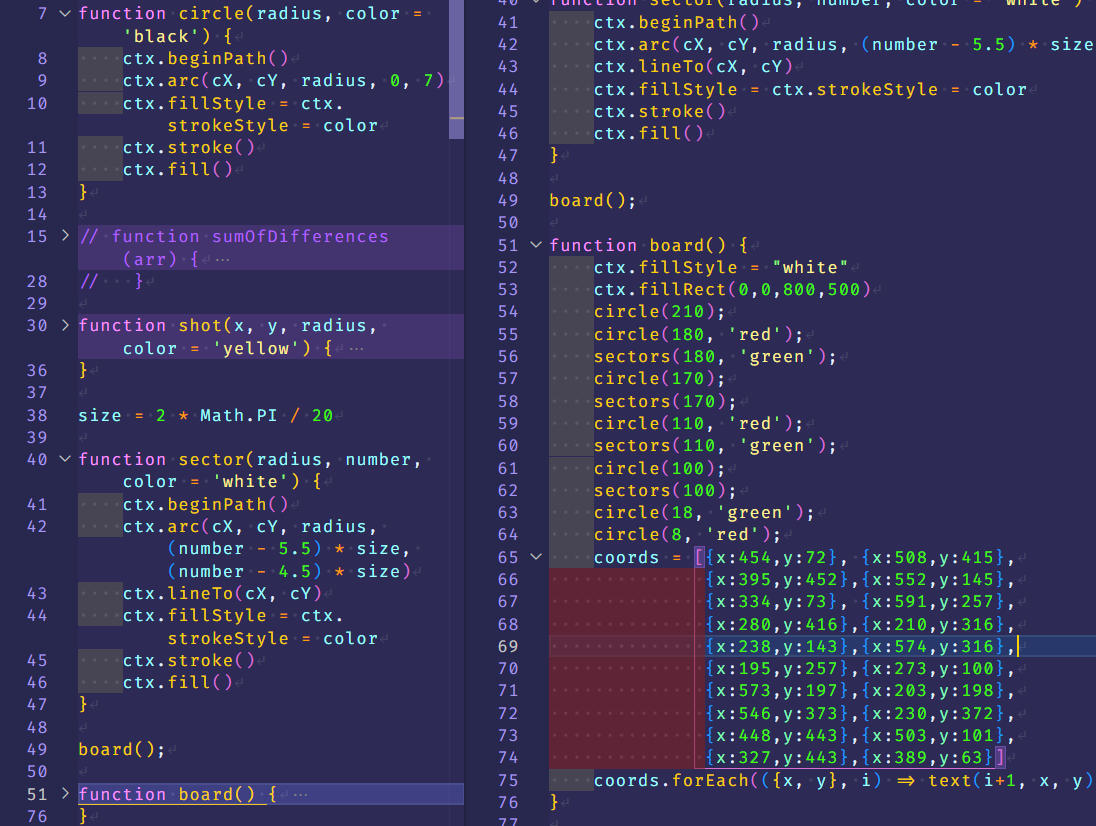 7 function circle(radius, color =
'black') {
8 ctx.beginPath()
9 ctx.arc(cX, cY, radius, 0, 7)
10 ctx.fillStyle = ctx.
strokeStyle = color
11 ctx.stroke()
12 ctx.fill()
13 }
14
15 // function sumOfDifferences
(arr) { ...
28 // }
29
30 function shot(x, y, radius,
color = 'yellow') { ...
36 }
37
38 size = 2 * Math.PI / 20
39
40 function sector(radius, number,
color = 'white') {
41 ctx.beginPath()
42 ctx.arc(cX, cY, radius,
(number - 5.5) * size,
(number - 4.5) * size)
43 ctx.lineTo(cX, cY)
44 ctx.fillStyle = ctx.
strokeStyle = color
45 ctx.stroke()
46 ctx.fill()
47 }
48
49 board();
50
51 function board() { ...
76 }
40 function sector(radius, number, color = 'white')
41 ctx.beginPath()
42 ctx.arc(cX, cY, radius, (number - 5.5) * size
43 ctx.lineTo(cX, cY)
44 ctx.fillStyle = ctx.strokeStyle = color
45 ctx.stroke()
46 ctx.fill()
47 }
48
49 board();
50
51 function board() {
52 ctx.fillStyle = "white"
53 ctx.fillRect(0,0,800,500)
54 circle(210);
55 circle(180, 'red');
56 sectors(180, 'green');
57 circle(170);
58 sectors(170);
59 circle(110, 'red');
60 sectors(110, 'green');
61 circle(100);
62 sectors(100);
63 circle(18, 'green');
64 circle(8, 'red');
65 coords = [{x:454,y:72}, {x:508,y:415},
66 {x:395,y:452},{x:552,y:145},
67 {x:334,y:73}, {x:591,y:257},
68 {x:280,y:416},{x:210,y:316},
69 {x:238,y:143},{x:574,y:316},
70 {x:195,y:257},{x:273,y:100},
71 {x:573,y:197},{x:203,y:198},
72 {x:546,y:373},{x:230,y:372},
73 {x:448,y:443},{x:503,y:101},
74 {x:327,y:443},{x:389,y:63}]
75 coords.forEach(({x, y}, i) => text(i+1, x, y)
76 }
77